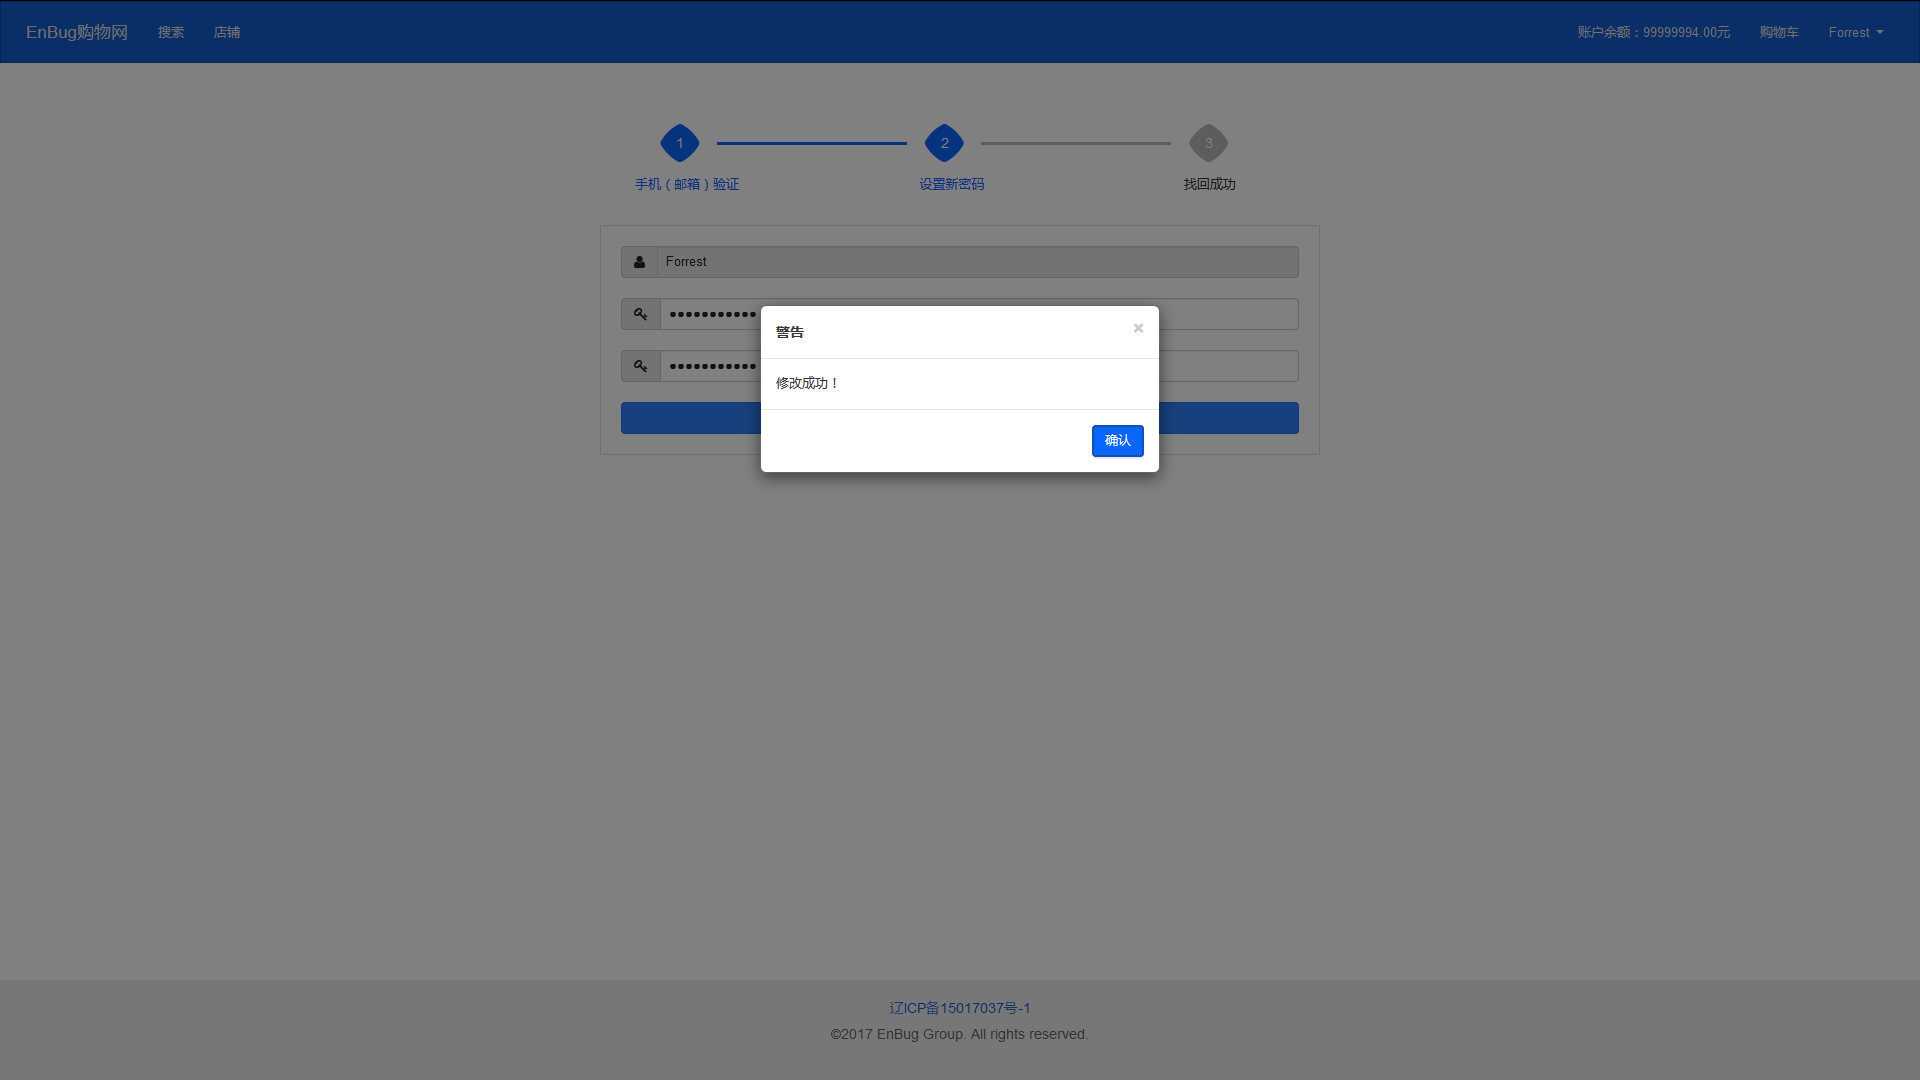 EnBug购物网 搜索 店铺 账户余额：99999994.00元 购物车 Forrest
1 2 3
手机（邮箱）验证 设置新密码 找回成功
Forrest
•••••••••••
•••••••••••
警告 ×
修改成功！
确认
辽ICP备15017037号-1
©2017 EnBug Group. All rights reserved.